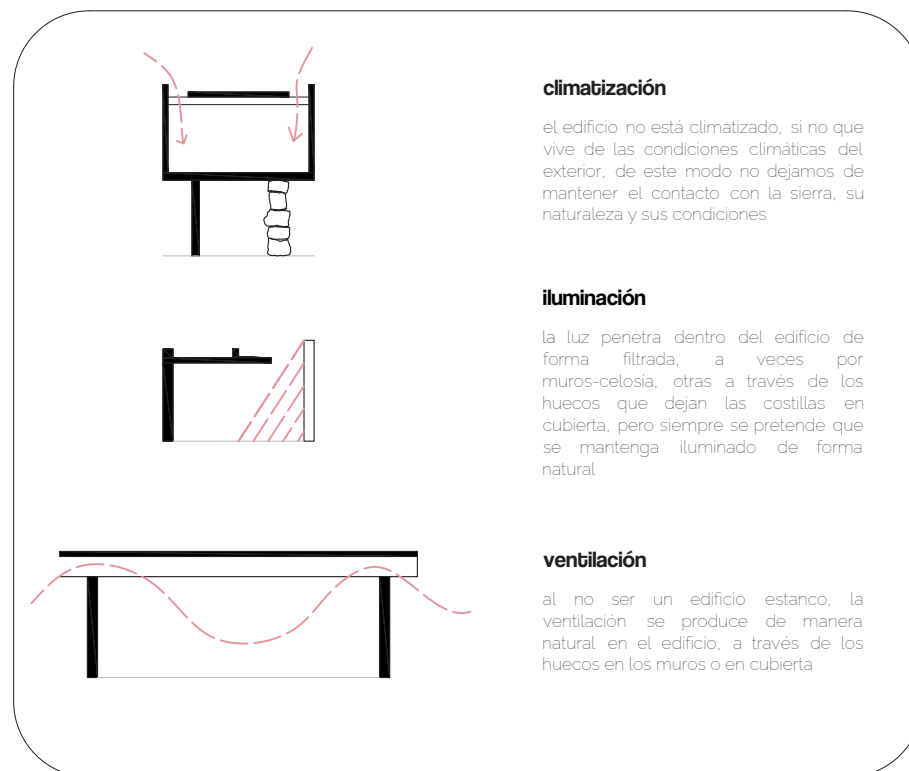 climatización
el edificio no está climatizado, si no que
vive de las condiciones climáticas del
exterior, de este modo no dejamos de
mantener el contacto con la sierra, su
naturaleza y sus condiciones
iluminación
la luz penetra dentro del edificio de
forma filtrada, a veces por
muros-celosía, otras a través de los
huecos que dejan las costillas en
cubierta, pero siempre se pretende que
se mantenga iluminado de forma
natural
ventilación
al no ser un edificio estanco, la
ventilación se produce de manera
natural en el edificio, a través de los
huecos en los muros o en cubierta